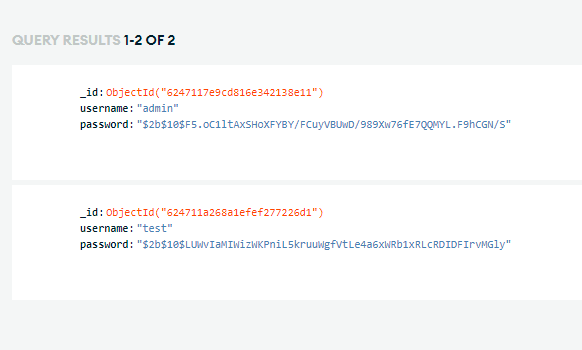 QUERY RESULTS 1-2 OF 2
_id: ObjectId("6247117e9cd816e342138e11")
username: "admin"
password: "$2b$10$F5.oC1ltAxSHoXFYBY/FCuyVBUwD/989Xw76fE7QQMYL.F9hCGN/S"
_id: ObjectId("624711a268a1efef277226d1")
username: "test"
password: "$2b$10$LUWvIaMIWizWKPniL5kruuWgfVtLe4a6xWRb1xRLcRDIDFIrvMGly"